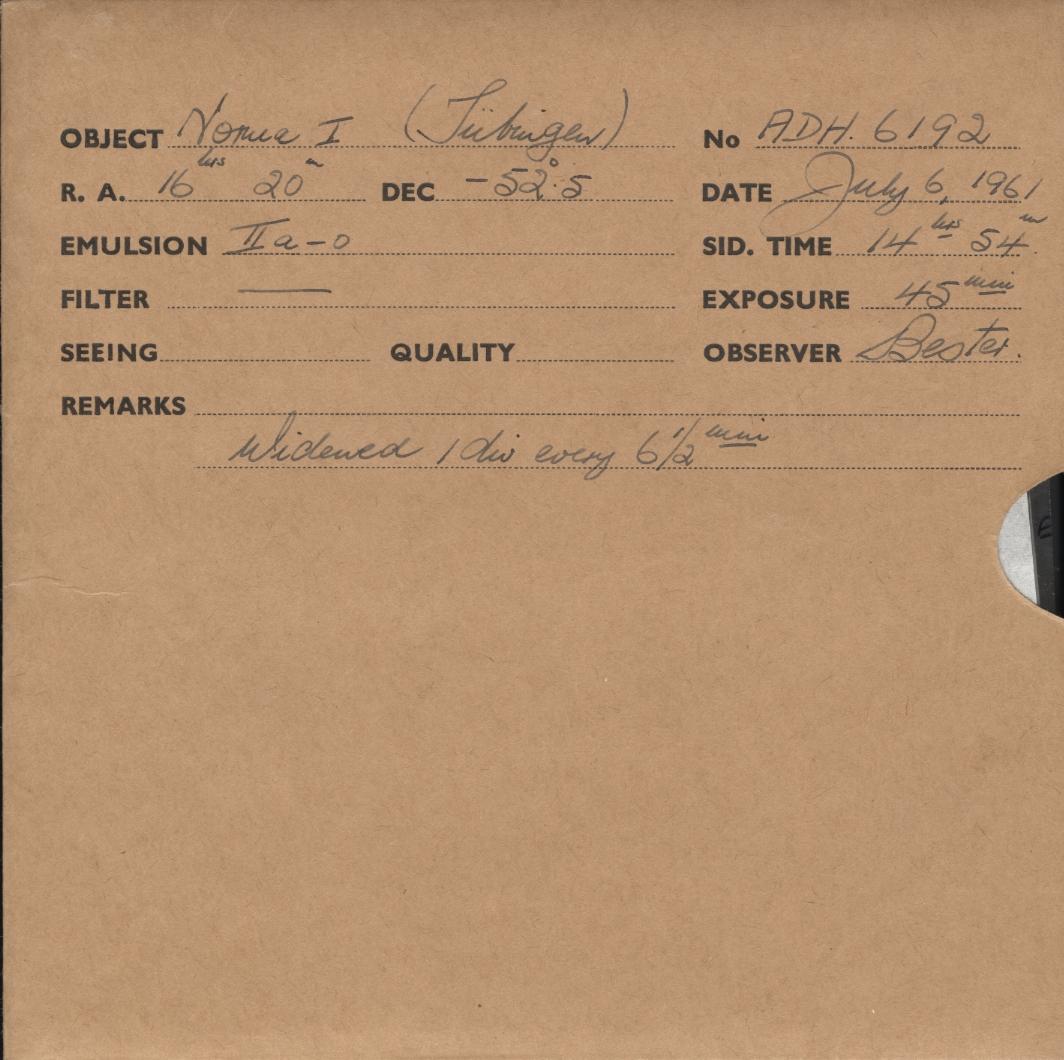 OBJECT Norma I (Tübingen) No ADH. 6192
R. A. 16 hrs 20 m DEC -52°.5 DATE July 6, 1961
EMULSION IIa-o SID. TIME 14 hrs 54 m
FILTER — EXPOSURE 45 min
SEEING QUALITY OBSERVER Bester.
REMARKS
Widened 1 div every 6 1/2 min
E